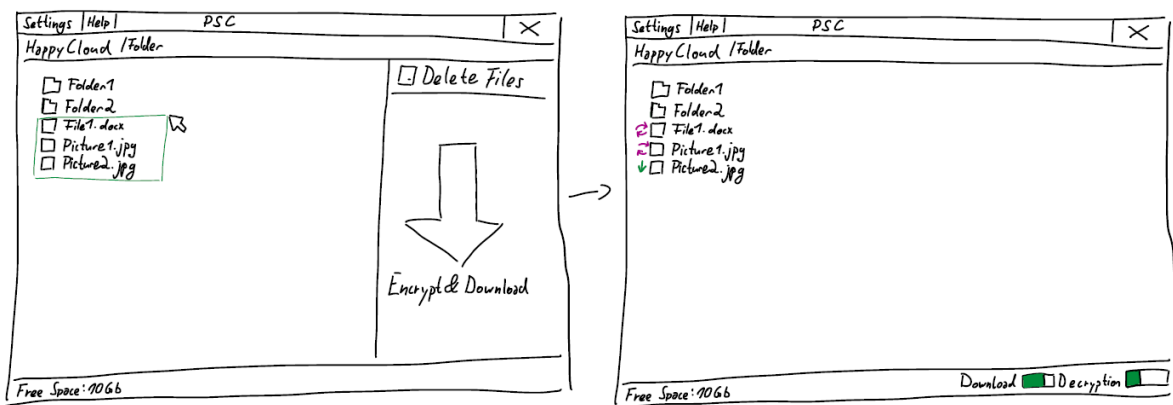 Settings | Help | PSC X
HappyCloud / Folder
Folder1
Folder2
File1.docx
Picture1.jpg
Picture2.jpg
Delete Files
Encrypt & Download
Free Space: 10Gb
Settings | Help | PSC X
HappyCloud / Folder
Folder1
Folder2
File1.docx
Picture1.jpg
Picture2.jpg
Free Space: 10Gb Download Decryption